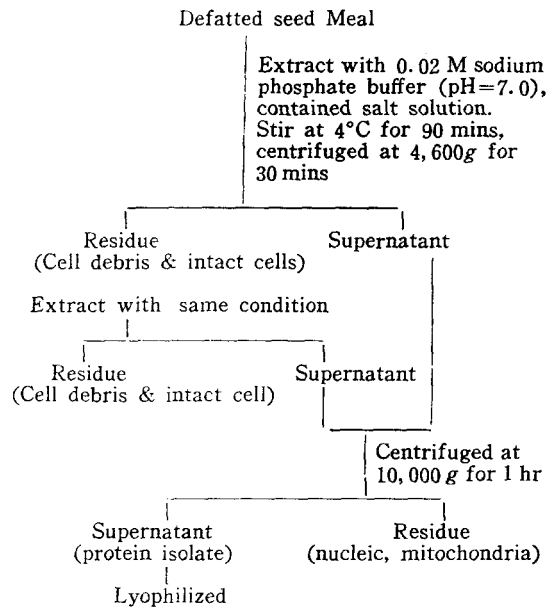 Defatted seed Meal
Extract with 0.02 M sodium
phosphate buffer (pH=7.0),
contained salt solution.
Stir at 4°C for 90 mins,
centrifuged at 4,600g for
30 mins
Residue
(Cell debris & intact cells)
Supernatant
Extract with same condition
Residue
(Cell debris & intact cell)
Supernatant
Centrifuged at
10,000 g for 1 hr
Supernatant
(protein isolate)
Residue
(nucleic, mitochondria)
Lyophilized